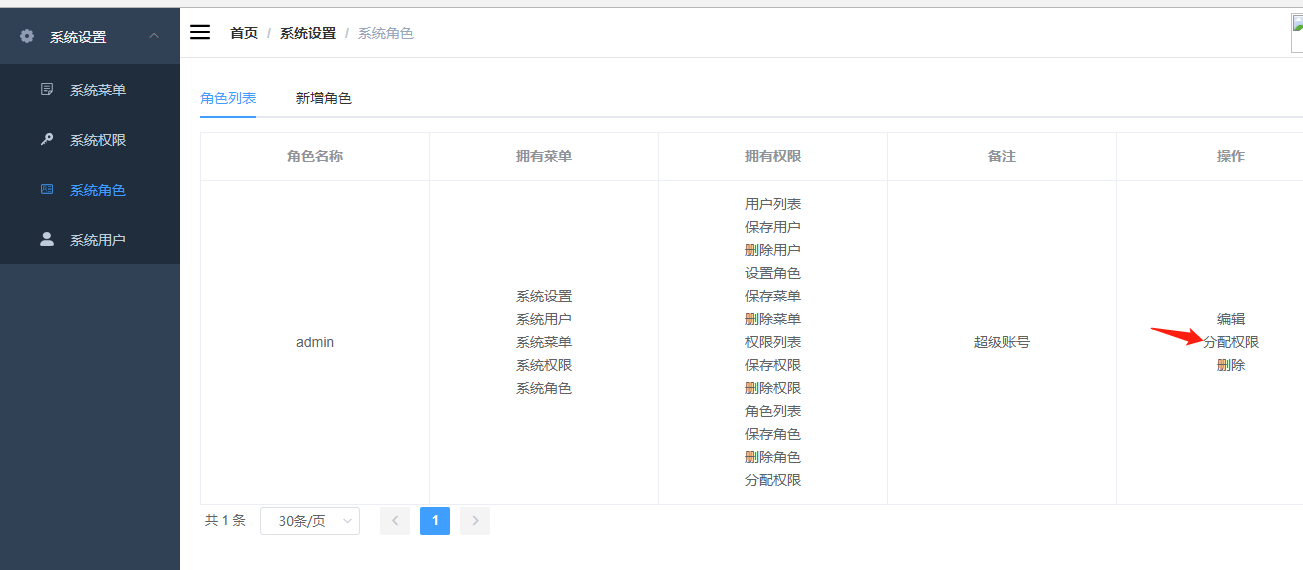 系统设置
系统菜单
系统权限
系统角色
系统用户
首页 / 系统设置 / 系统角色
角色列表 新增角色
角色名称 拥有菜单 拥有权限 备注 操作
admin
系统设置
系统用户
系统菜单
系统权限
系统角色
用户列表
保存用户
删除用户
设置角色
保存菜单
删除菜单
权限列表
保存权限
删除权限
角色列表
保存角色
删除角色
分配权限
超级账号
编辑
分配权限
删除
共 1 条 30条/页 1